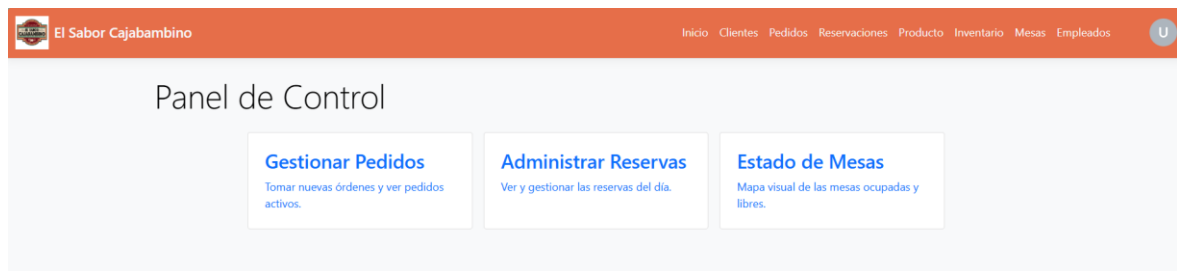 El Sabor Cajabambino
Inicio Clientes Pedidos Reservaciones Producto Inventario Mesas Empleados
U
Panel de Control
Gestionar Pedidos
Tomar nuevas órdenes y ver pedidos
activos.
Administrar Reservas
Ver y gestionar las reservas del día.
Estado de Mesas
Mapa visual de las mesas ocupadas y
libres.